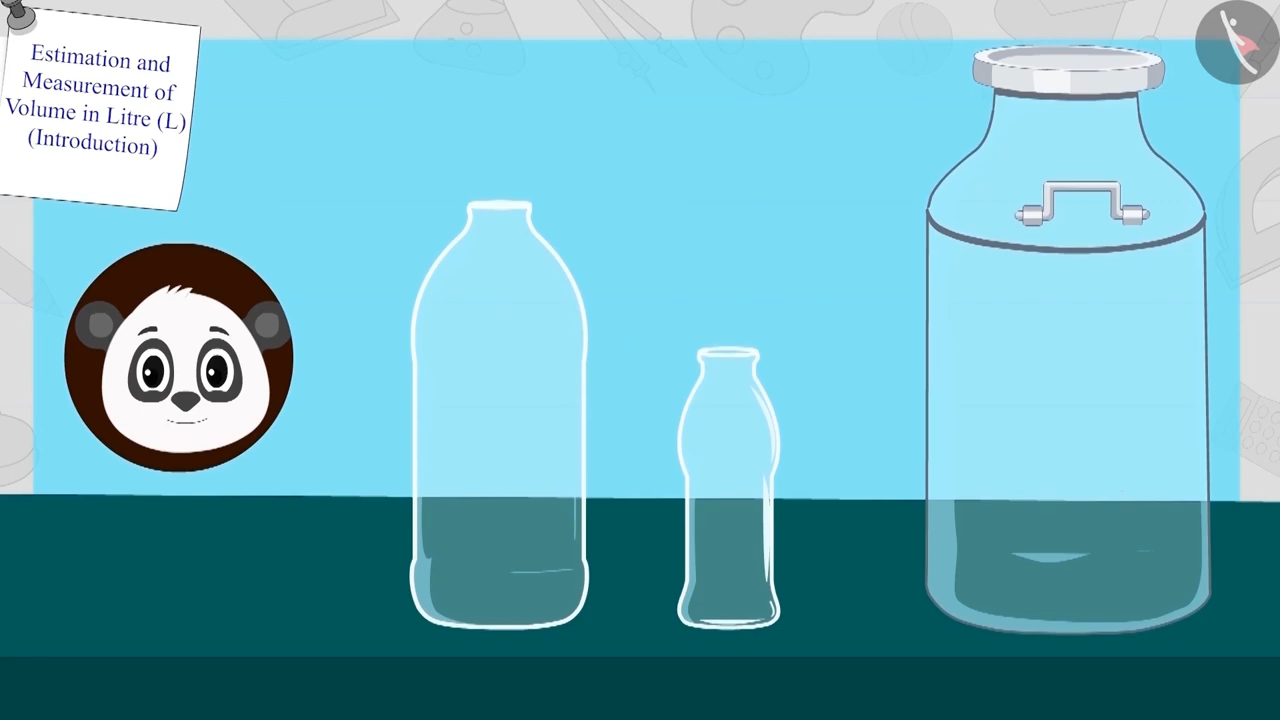 Estimation and
Measurement of
Volume in Litre (L)
(Introduction)